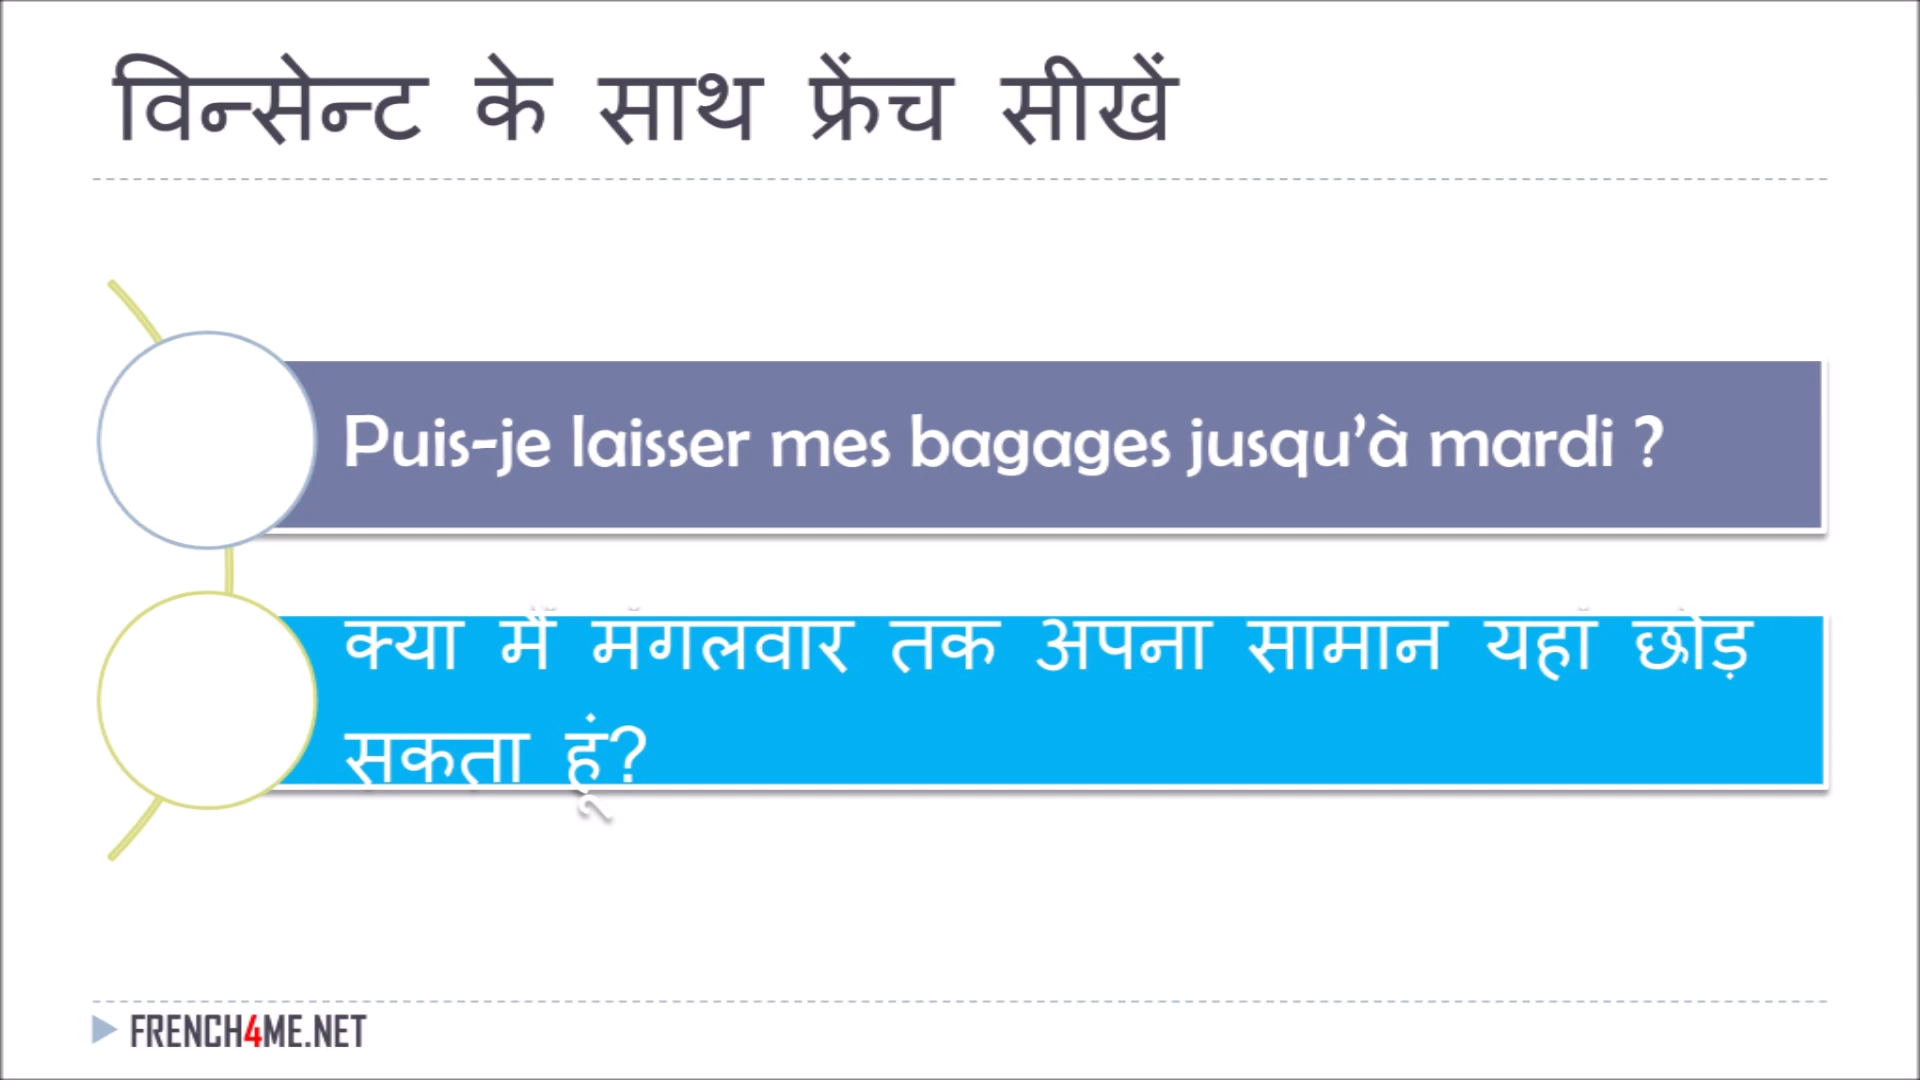 विन्सेन्ट के साथ फ्रेंच सीखें
Puis-je laisser mes bagages jusqu’à mardi ?
क्या मैं मंगलवार तक अपना सामान यहाँ छोड़
सकता हूं?
FRENCH4ME.NET